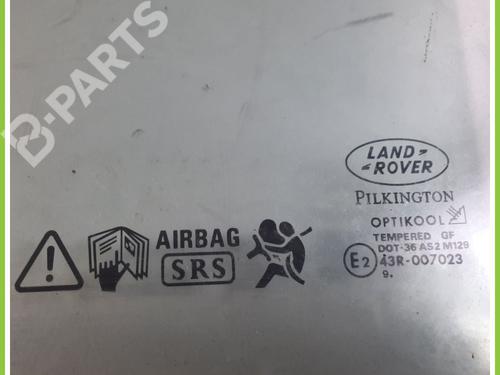 B-PARTS
LAND
ROVER
PILKINGTON
OPTIKOOL
TEMPERED GF
DOT-36 AS2 M129
E2 43R-007023
9.
AIRBAG
SRS